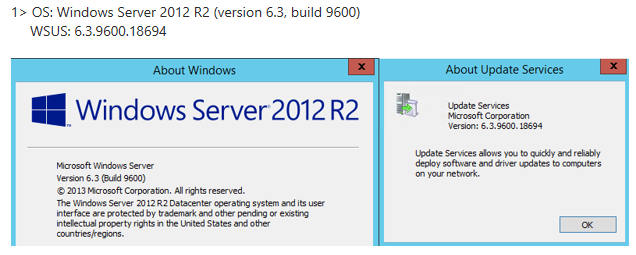 1> OS: Windows Server 2012 R2 (version 6.3, build 9600)
WSUS: 6.3.9600.18694
About Windows
x
Windows Server 2012 R2
Microsoft Windows Server
Version 6.3 (Build 9600)
© 2013 Microsoft Corporation. All rights reserved.
The Windows Server 2012 R2 Datacenter operating system and its user
interface are protected by trademark and other pending or existing
intellectual property rights in the United States and other
countries/regions.
About Update Services
x
Update Services
Microsoft Corporation
Version: 6.3.9600.18694
Update Services allows you to quickly and reliably
deploy software and driver updates to computers
on your network.
OK